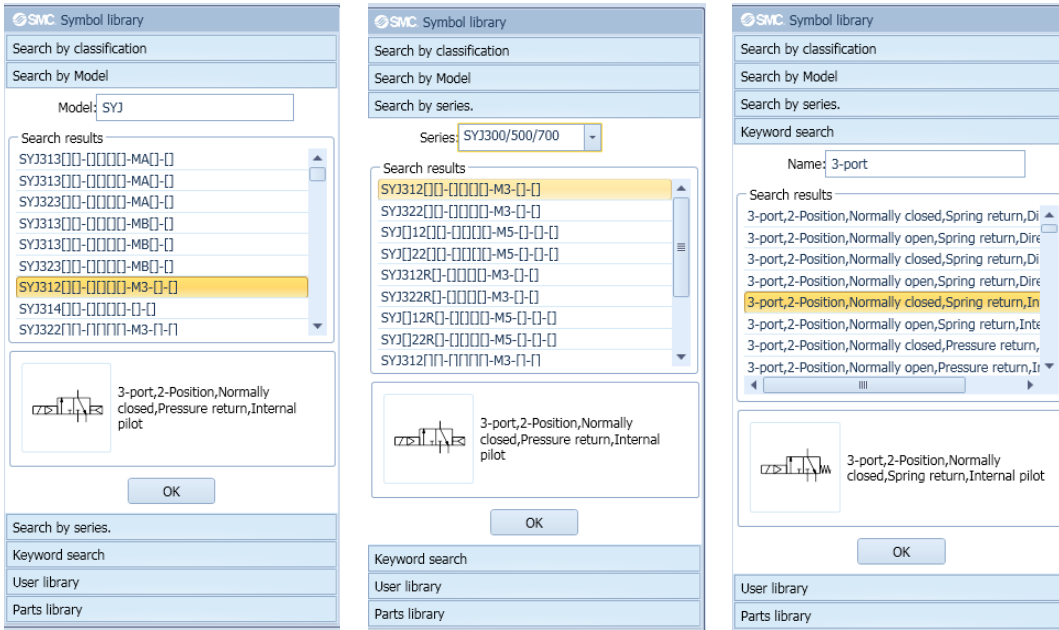 SMC Symbol library
Search by classification
Search by Model
Model: SYJ
Search results
SYJ313[][]-[][][][]-MA[]-[]
SYJ313[][]-[][][][]-MA[]-[]
SYJ323[][]-[][][][]-MA[]-[]
SYJ313[][]-[][][][]-MB[]-[]
SYJ313[][]-[][][][]-MB[]-[]
SYJ323[][]-[][][][]-MB[]-[]
SYJ312[][]-[][][][]-M3-[]-[]
SYJ314[][]-[][][][]-[]-[]
SYJ322[][]-[][][][]-M3-[]-[]
3-port,2-Position,Normally
closed,Pressure return,Internal
pilot
OK
Search by series.
Keyword search
User library
Parts library
SMC Symbol library
Search by classification
Search by Model
Search by series.
Series: SYJ300/500/700
Search results
SYJ312[][]-[][][][]-M3-[]-[]
SYJ322[][]-[][][][]-M3-[]-[]
SYJ[]12[][]-[][][][]-M5-[]-[]-[]
SYJ[]22[][]-[][][][]-M5-[]-[]-[]
SYJ312R[]-[][][][]-M3-[]-[]
SYJ322R[]-[][][][]-M3-[]-[]
SYJ[]12R[]-[][][][]-M5-[]-[]-[]
SYJ[]22R[]-[][][][]-M5-[]-[]-[]
SYJ312[][]-[][][][]-M3-[]-[]
3-port,2-Position,Normally
closed,Pressure return,Internal
pilot
OK
Keyword search
User library
Parts library
SMC Symbol library
Search by classification
Search by Model
Search by series.
Keyword search
Name: 3-port
Search results
3-port,2-Position,Normally closed,Spring return,Di
3-port,2-Position,Normally open,Spring return,Dire
3-port,2-Position,Normally closed,Spring return,Di
3-port,2-Position,Normally open,Spring return,Dire
3-port,2-Position,Normally closed,Spring return,In
3-port,2-Position,Normally open,Spring return,Inte
3-port,2-Position,Normally closed,Pressure return,
3-port,2-Position,Normally open,Pressure return,Ir
3-port,2-Position,Normally
closed,Spring return,Internal pilot
OK
User library
Parts library